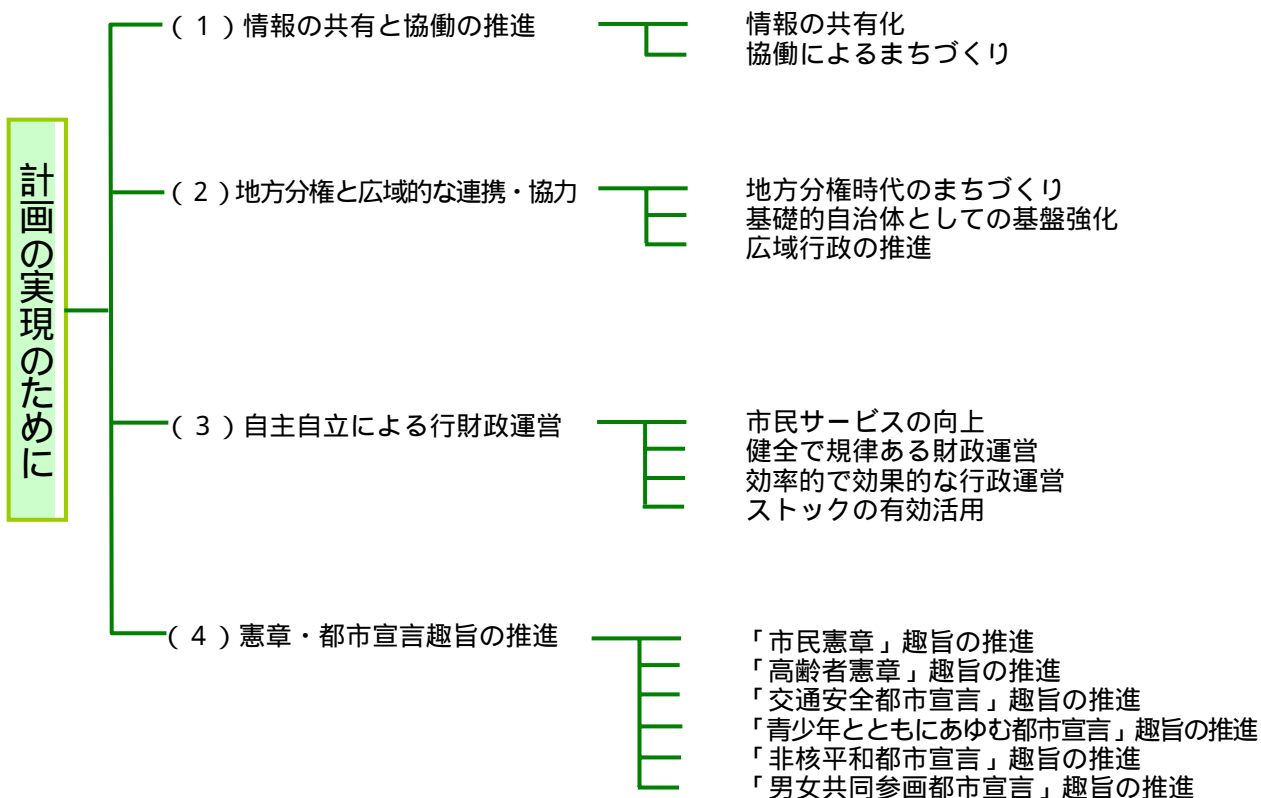 計画の実現のために
(1)情報の共有と協働の推進
情報の共有化
協働によるまちづくり
(2)地方分権と広域的な連携・協力
地方分権時代のまちづくり
基礎的自治体としての基盤強化
広域行政の推進
(3)自主自立による行財政運営
市民サービスの向上
健全で規律ある財政運営
効率的で効果的な行政運営
ストックの有効活用
(4)憲章・都市宣言趣旨の推進
「市民憲章」趣旨の推進
「高齢者憲章」趣旨の推進
「交通安全都市宣言」趣旨の推進
「青少年とともにあゆむ都市宣言」趣旨の推進
「非核平和都市宣言」趣旨の推進
「男女共同参画都市宣言」趣旨の推進